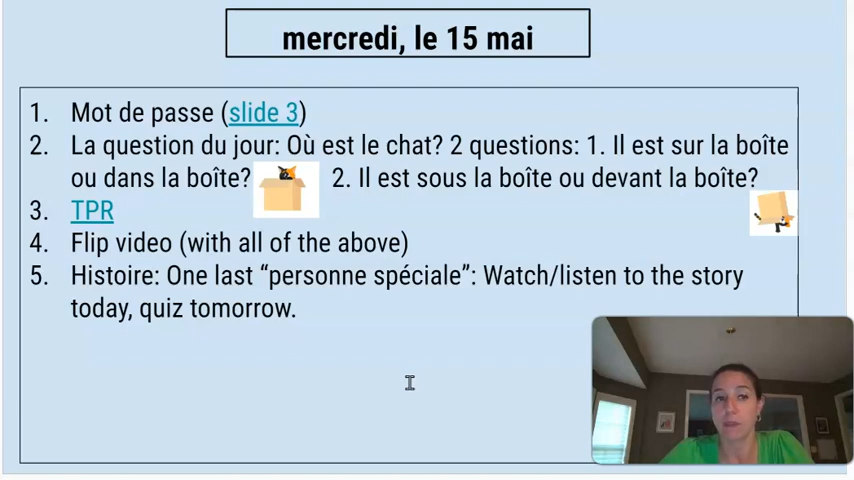 mercredi, le 15 mai
1. Mot de passe (slide 3)
2. La question du jour: Où est le chat? 2 questions: 1. Il est sur la boîte
ou dans la boîte? 2. Il est sous la boîte ou devant la boîte?
3. TPR
4. Flip video (with all of the above)
5. Histoire: One last “personne spéciale”: Watch/listen to the story
today, quiz tomorrow.